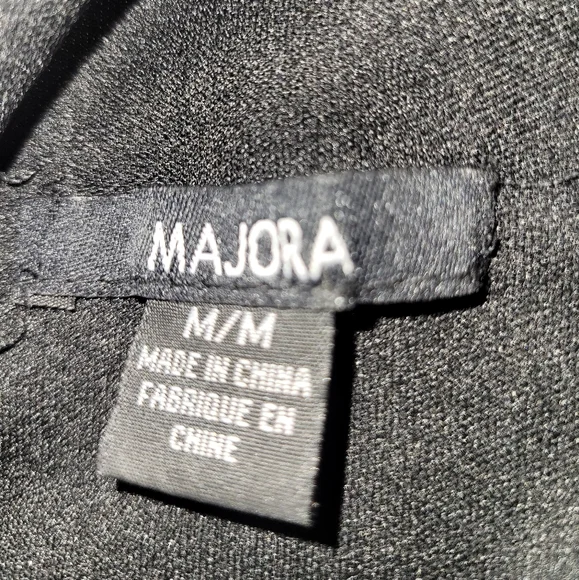 MAJORA
M/M
MADE IN CHINA
FABRIQUE EN
CHINE